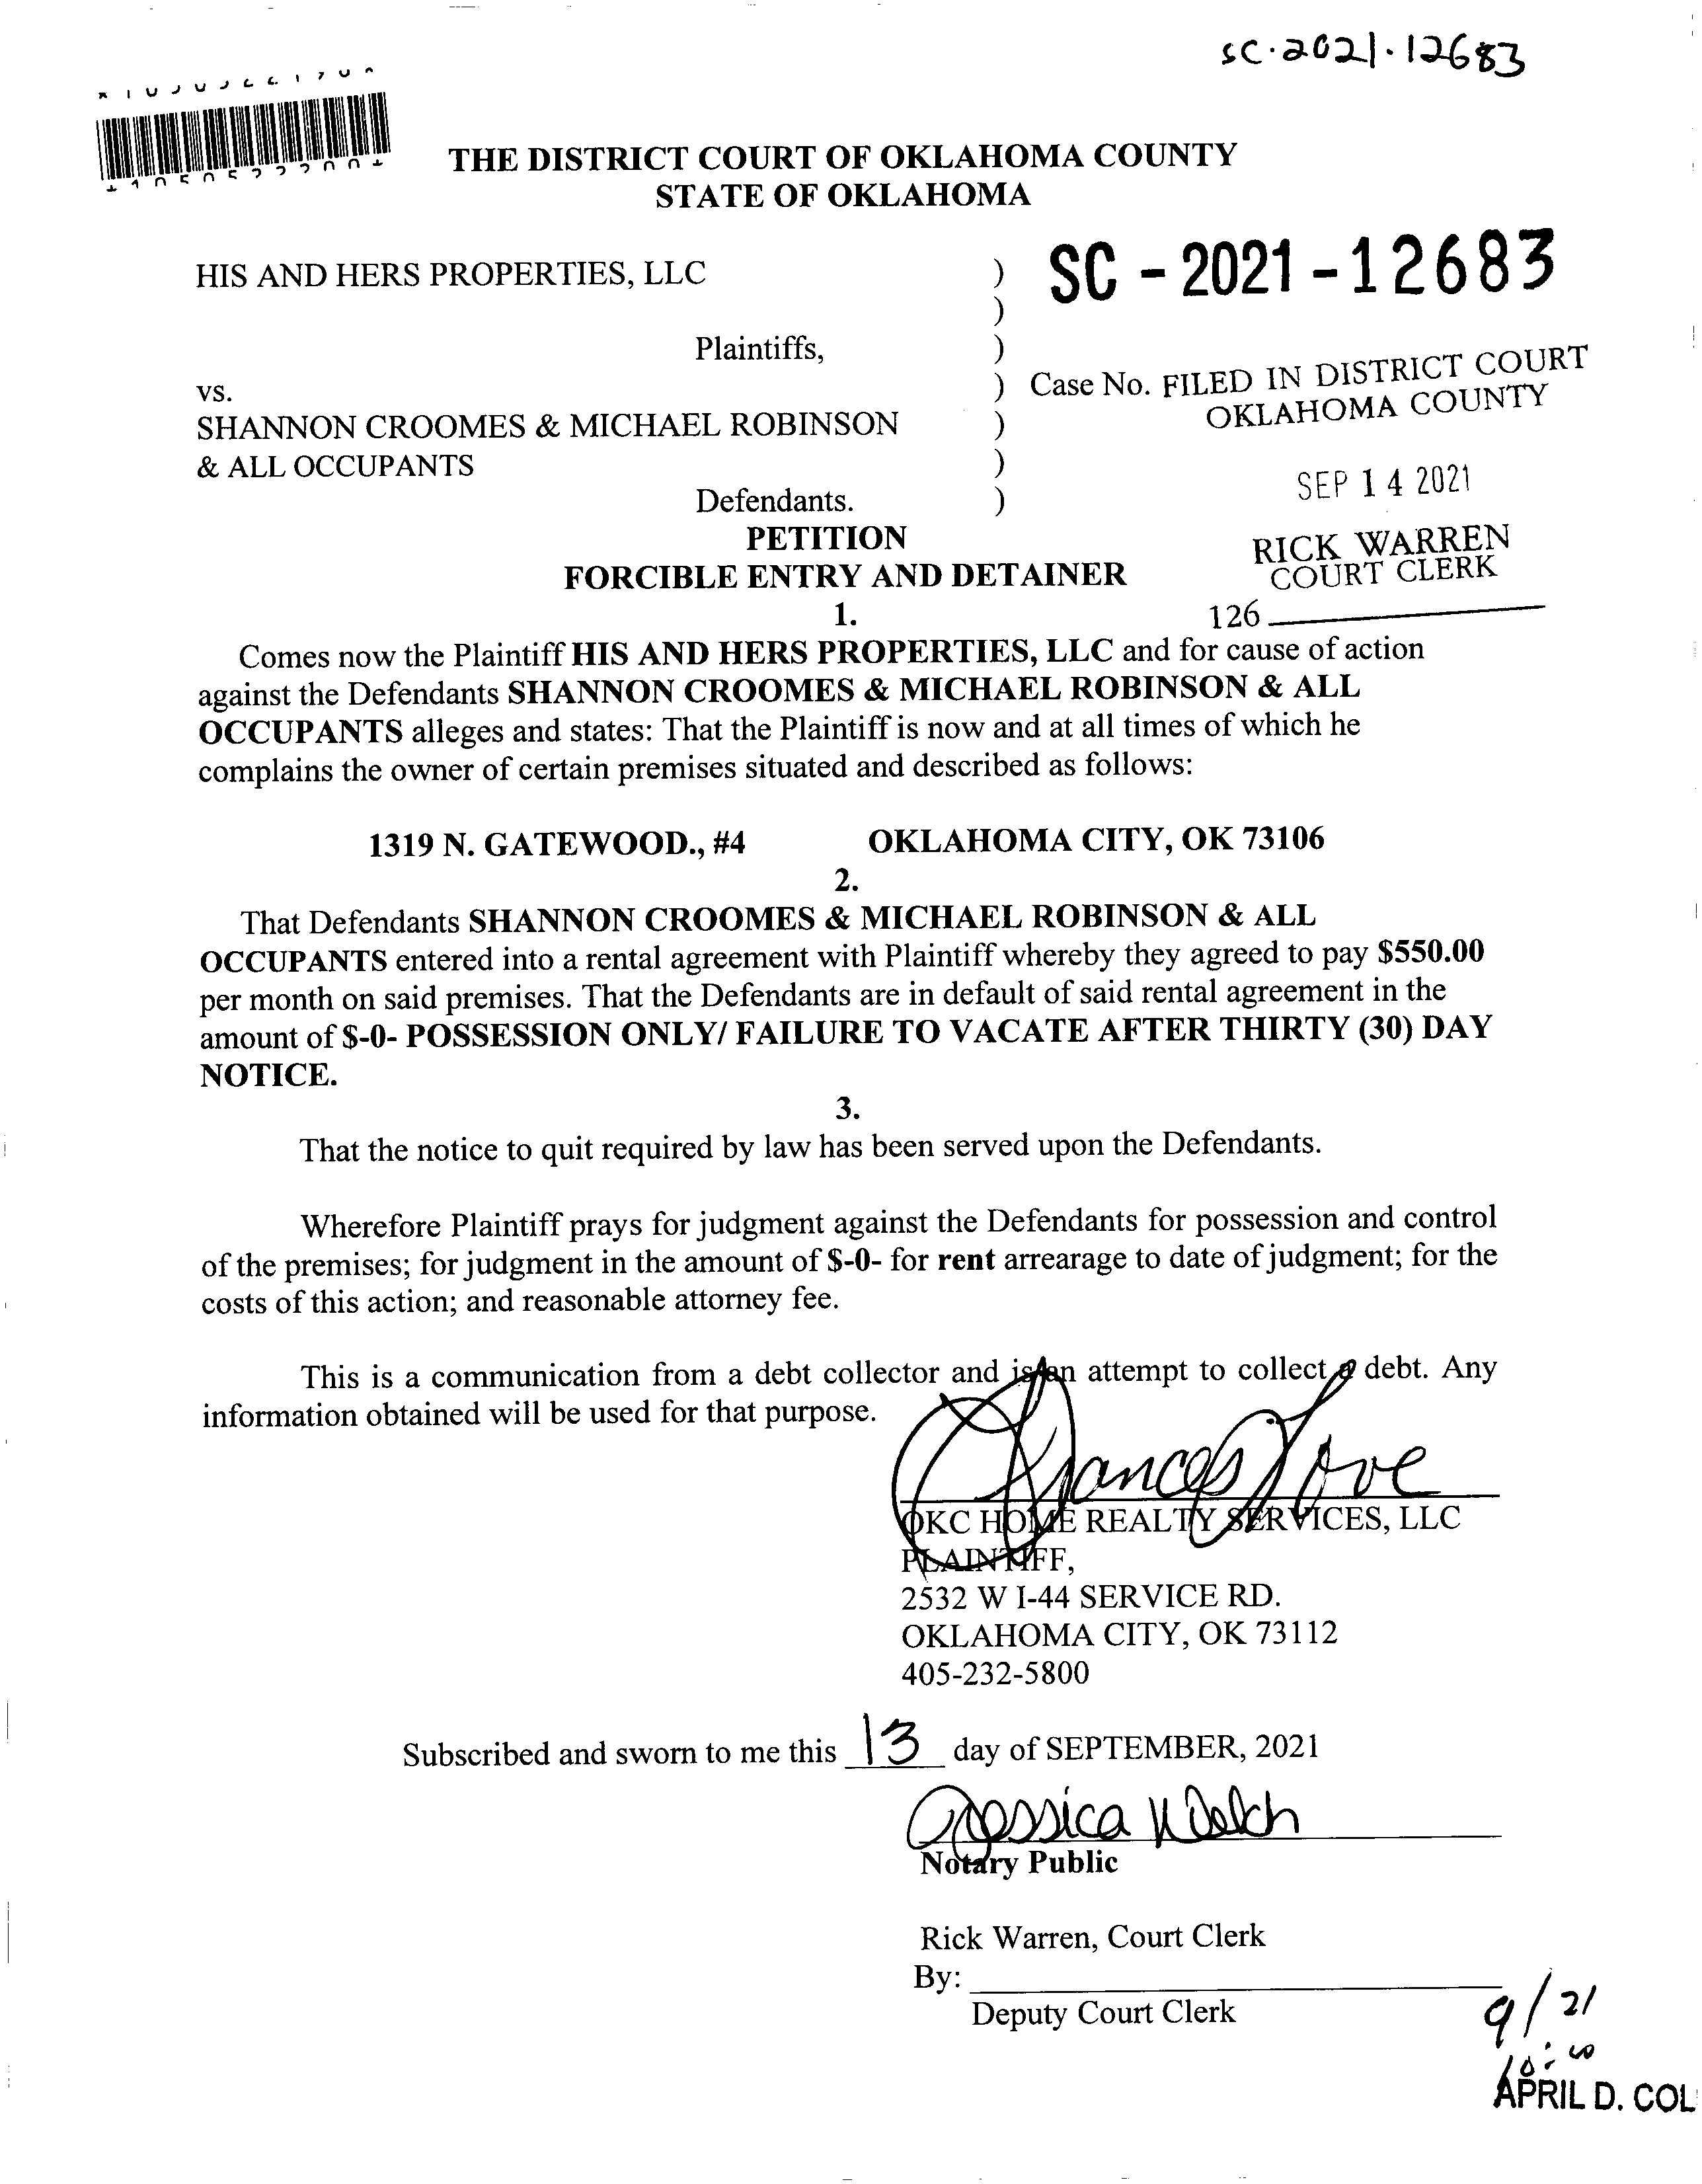 SC·2021·12683
THE DISTRICT COURT OF OKLAHOMA COUNTY
STATE OF OKLAHOMA
HIS AND HERS PROPERTIES, LLC )
SC - 2021 - 12683
)
Plaintiffs, )
vs. ) Case No. FILED IN DISTRICT COURT
OKLAHOMA COUNTY
SHANNON CROOMES & MICHAEL ROBINSON )
& ALL OCCUPANTS )
SEP 14 2021
Defendants. )
PETITION
RICK WARREN
COURT CLERK
FORCIBLE ENTRY AND DETAINER
1.
126
Comes now the Plaintiff HIS AND HERS PROPERTIES, LLC and for cause of action
against the Defendants SHANNON CROOMES & MICHAEL ROBINSON & ALL
OCCUPANTS alleges and states: That the Plaintiff is now and at all times of which he
complains the owner of certain premises situated and described as follows:
1319 N. GATEWOOD., #4 OKLAHOMA CITY, OK 73106
2.
That Defendants SHANNON CROOMES & MICHAEL ROBINSON & ALL
OCCUPANTS entered into a rental agreement with Plaintiff whereby they agreed to pay $550.00
per month on said premises. That the Defendants are in default of said rental agreement in the
amount of $-0- POSSESSION ONLY/ FAILURE TO VACATE AFTER THIRTY (30) DAY
NOTICE.
3.
That the notice to quit required by law has been served upon the Defendants.
Wherefore Plaintiff prays for judgment against the Defendants for possession and control
of the premises; for judgment in the amount of $-0- for rent arrearage to date of judgment; for the
costs of this action; and reasonable attorney fee.
This is a communication from a debt collector and is an attempt to collect a debt. Any
information obtained will be used for that purpose.
Frances Love
OKC HOME REALTY SERVICES, LLC
PLAINTIFF,
2532 W I-44 SERVICE RD.
OKLAHOMA CITY, OK 73112
405-232-5800
Subscribed and sworn to me this 13 day of SEPTEMBER, 2021
Jessica Welch
Notary Public
Rick Warren, Court Clerk
By:
Deputy Court Clerk
9/21
APRIL D. COL